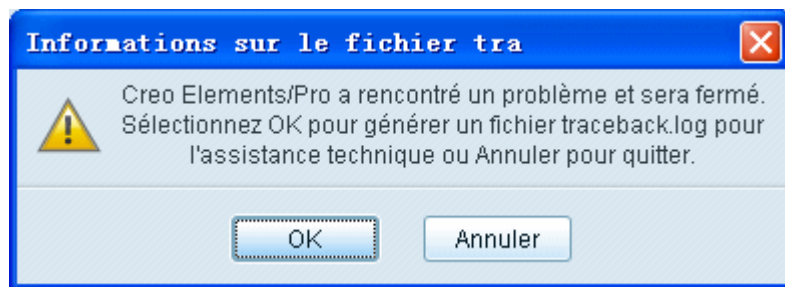 Informations sur le fichier tra
Creo Elements/Pro a rencontré un problème et sera fermé.
Sélectionnez OK pour générer un fichier traceback.log pour
l'assistance technique ou Annuler pour quitter.
OK
Annuler